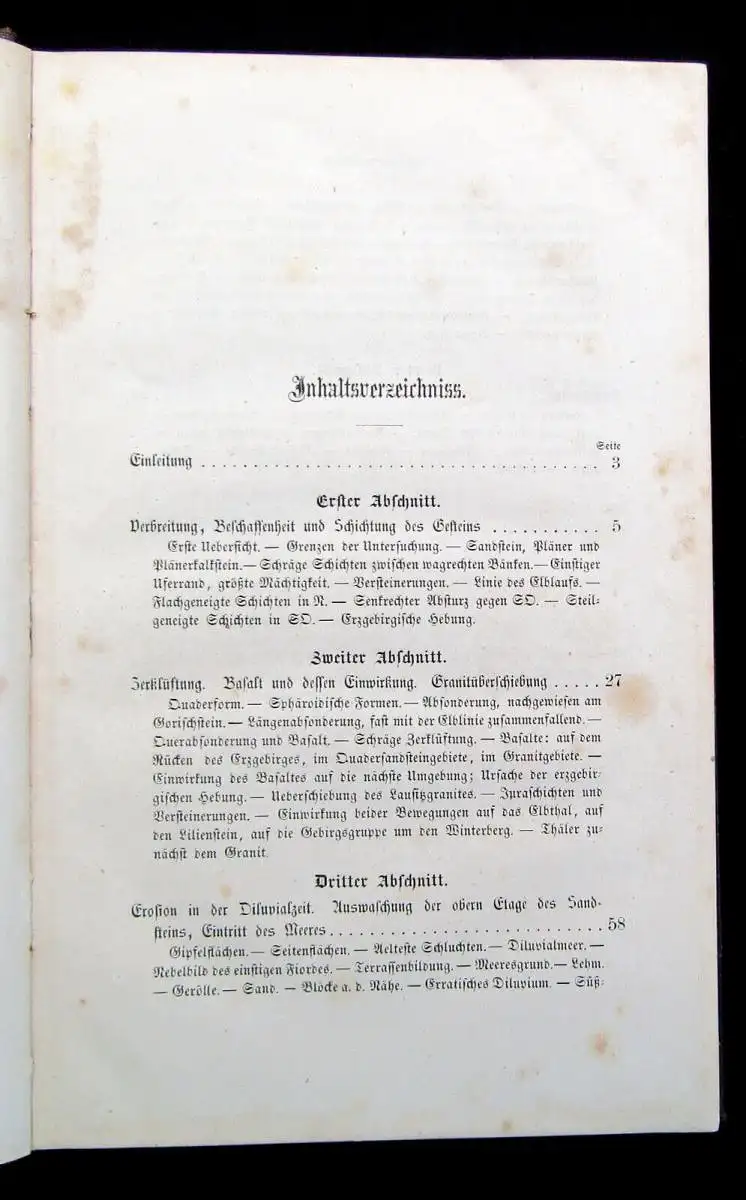 Inhaltsverzeichniss.
Seite
Einleitung . . . . . . . . . . . . . . . . . . . . . . . . . . . . . . . . . . . . 3
Erster Abschnitt.
Verbreitung, Beschaffenheit und Schichtung des Gesteins . . . . . . . . . . . 5
Erste Uebersicht. — Grenzen der Untersuchung. — Sandstein, Pläner und
Plänerkalkstein. — Schräge Schichten zwischen wagrechten Bänken. — Einstiger
Uferrand, größte Mächtigkeit. — Versteinerungen. — Linie des Elblaufs. —
Flachgeneigte Schichten in N. — Senkrechter Absturz gegen SO. — Steil-
geneigte Schichten in SO. — Erzgebirgische Hebung.
Zweiter Abschnitt.
Zerklüftung. Basalt und dessen Einwirkung. Granitüberschiebung . . . . . 27
Quaderform. — Sphäroidische Formen. — Absonderung, nachgewiesen am
Gorischstein. — Längenabsonderung, fast mit der Elblinie zusammenfallend. —
Querabsonderung und Basalt. — Schräge Zerklüftung. — Basalte: auf dem
Rücken des Erzgebirges, im Quadersandsteingebiete, im Granitgebiete. —
Einwirkung des Basaltes auf die nächste Umgebung; Ursache der erzgebir-
gischen Hebung. — Ueberschiebung des Lausitzgranites. — Juraschichten und
Versteinerungen. — Einwirkung beider Bewegungen auf das Elbthal, auf
den Lilienstein, auf die Gebirgsgruppe um den Winterberg. — Thäler zu-
nächst dem Granit.
Dritter Abschnitt.
Erosion in der Diluvialzeit. Auswaschung der obern Etage des Sand-
steins, Eintritt des Meeres . . . . . . . . . . . . . . . . . . . . . . . . . . . 58
Gipfelflächen. — Seitenflächen. — Aelteste Schluchten. — Diluvialmeer. —
Nebelbild des einstigen Fiordes. — Terrassenbildung. — Meeresgrund. — Lehm.
— Gerölle. — Sand. — Blöcke a. d. Nähe. — Erratisches Diluvium. — Süß-